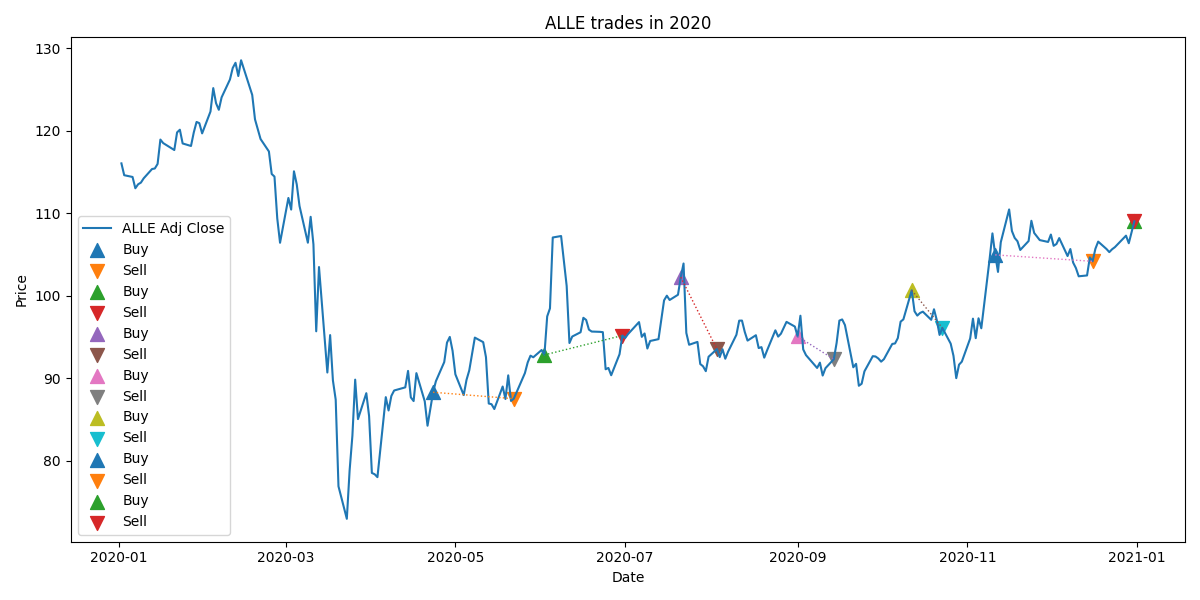 ALLE trades in 2020
130
120
110
100
90
80
Price
ALLE Adj Close
Buy
Sell
Buy
Sell
Buy
Sell
Buy
Sell
Buy
Sell
Buy
Sell
Buy
Sell
2020-01
2020-03
2020-05
2020-07
2020-09
2020-11
2021-01
Date